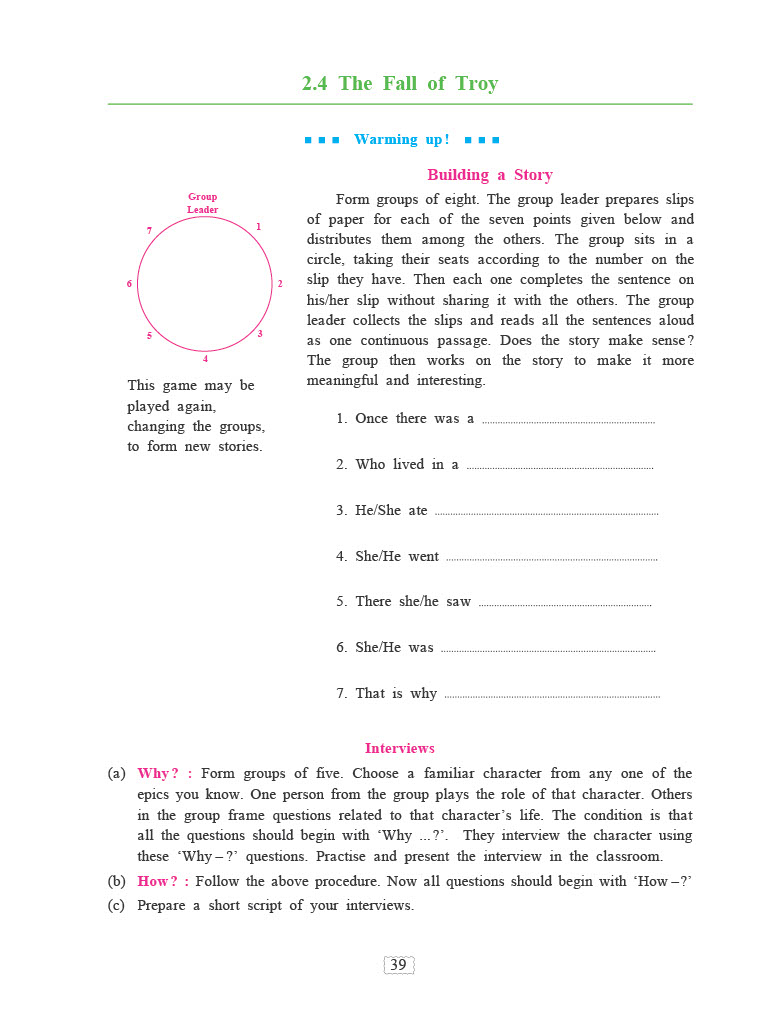 2.4 The Fall of Troy
■ ■ ■ Warming up! ■ ■ ■
Building a Story
Group
Leader
1
2
3
4
5
6
7
This game may be
played again,
changing the groups,
to form new stories.
Form groups of eight. The group leader prepares slips
of paper for each of the seven points given below and
distributes them among the others. The group sits in a
circle, taking their seats according to the number on the
slip they have. Then each one completes the sentence on
his/her slip without sharing it with the others. The group
leader collects the slips and reads all the sentences aloud
as one continuous passage. Does the story make sense?
The group then works on the story to make it more
meaningful and interesting.
1. Once there was a ....................................................................
2. Who lived in a ..........................................................................
3. He/She ate .......................................................................................
4. She/He went ...................................................................................
5. There she/he saw ....................................................................
6. She/He was .....................................................................................
7. That is why .....................................................................................
Interviews
(a) Why? : Form groups of five. Choose a familiar character from any one of the
epics you know. One person from the group plays the role of that character. Others
in the group frame questions related to that character’s life. The condition is that
all the questions should begin with ‘Why ...?’. They interview the character using
these ‘Why – ?’ questions. Practise and present the interview in the classroom.
(b) How? : Follow the above procedure. Now all questions should begin with ‘How – ?’
(c) Prepare a short script of your interviews.
39